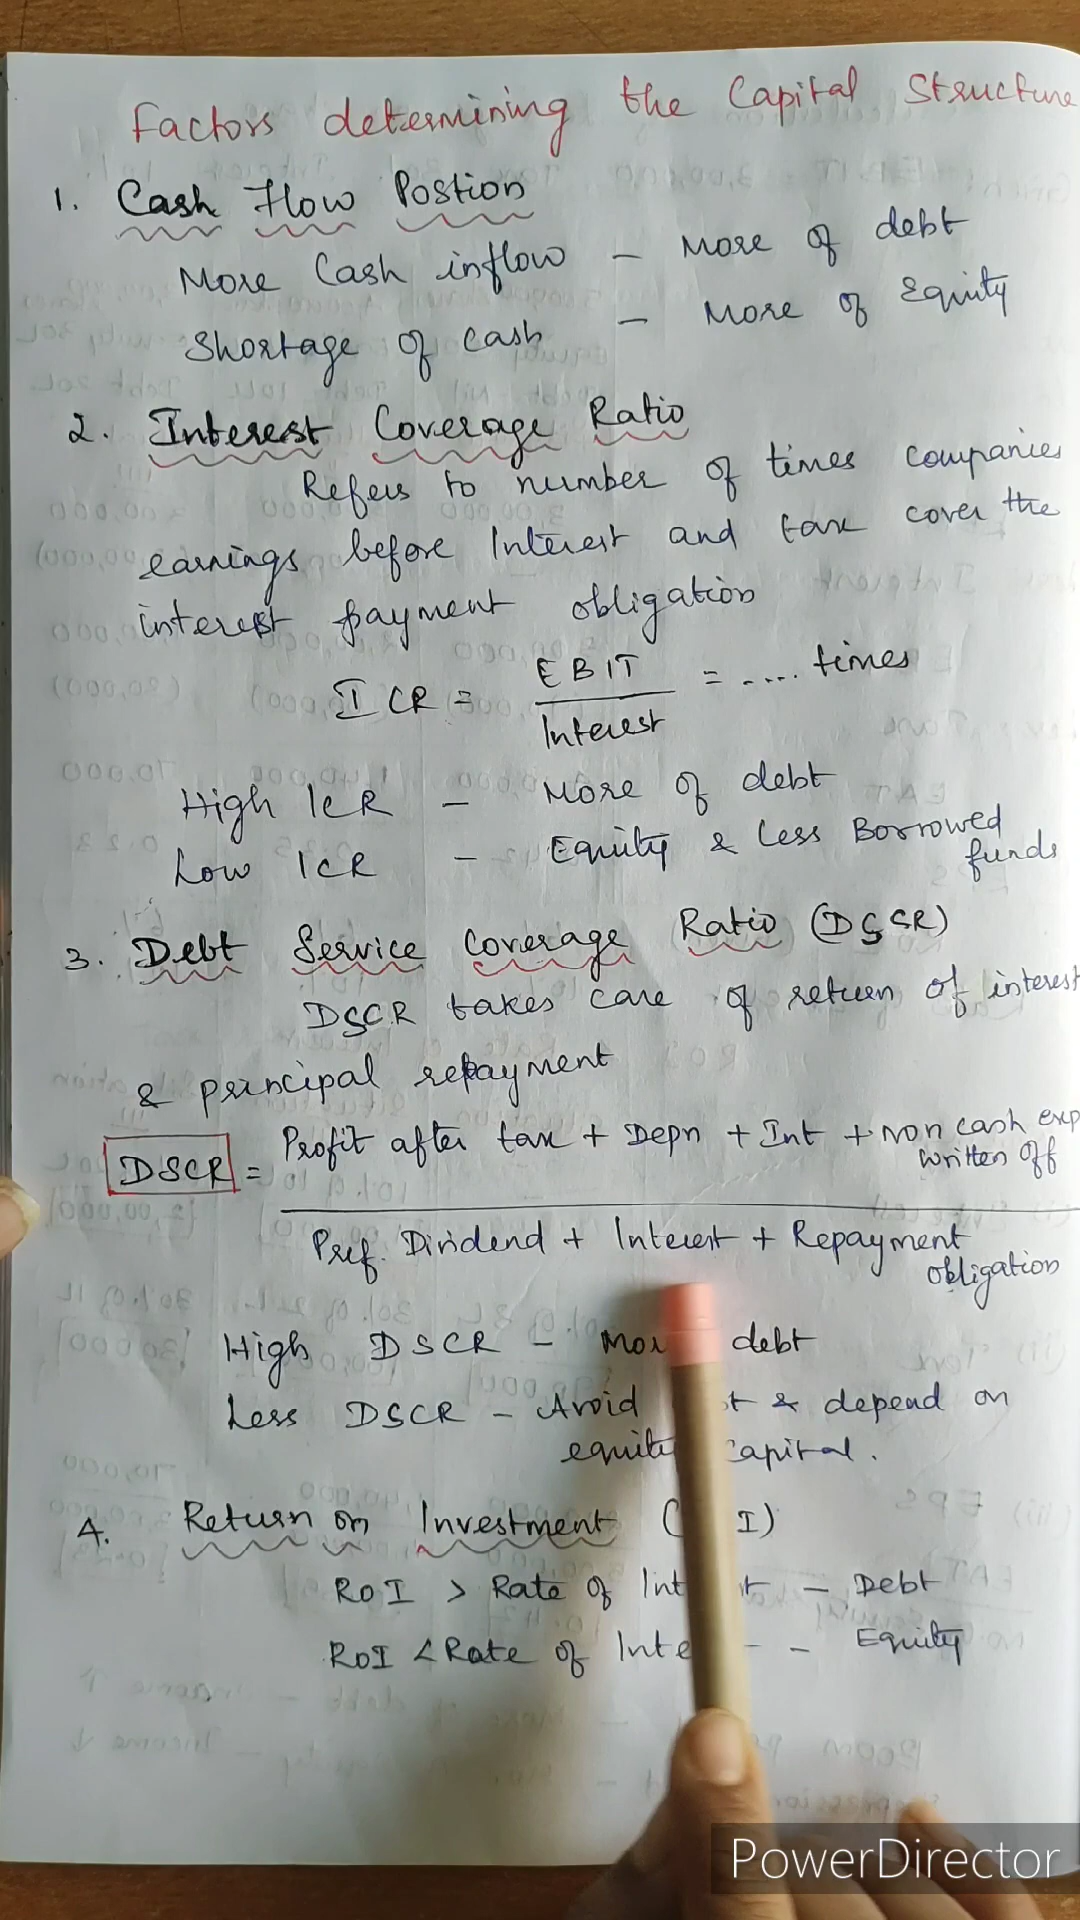 Factors determining the Capital Structure
1. Cash Flow Postion
More Cash inflow – More of debt
Shortage of cash – More of Equity
2. Interest Coverage Ratio
Refers to number of times companies
earnings before Interest and tax cover the
interest payment obligation
ICR = EBIT / Interest = .... times
High ICR – More of debt
Low ICR – Equity & Less Borrowed funds
3. Debt Service Coverage Ratio (DSCR)
DSCR takes care of return of interest
& principal repayment
DSCR = Profit after tax + Depn + Int + non cash exp written off
Pref. Dividend + Interest + Repayment obligation
High DSCR – debt
Less DSCR – Avoid & depend on
equity capital.
4. Return on Investment
ROI > Rate of – Debt
ROI < Rate of – Equity
PowerDirector